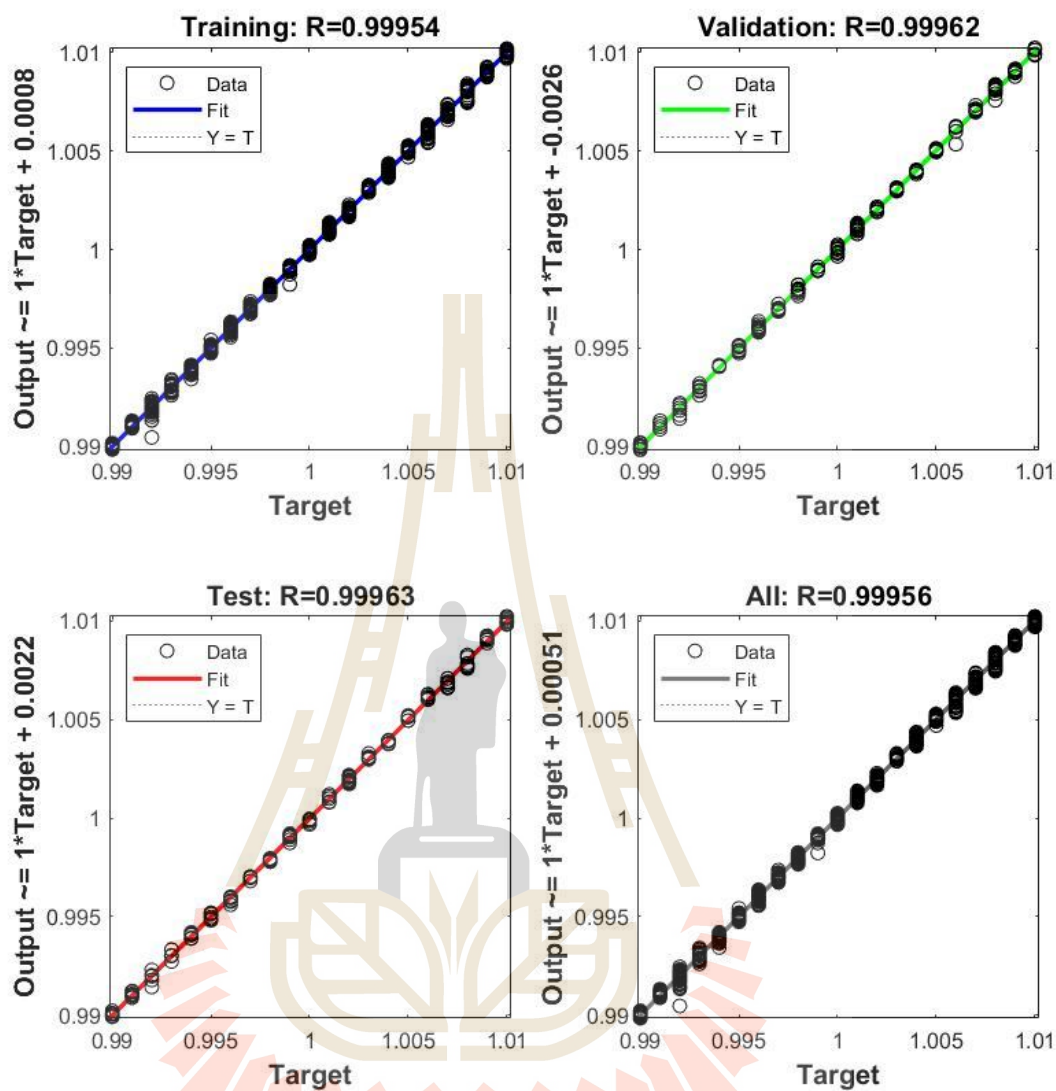 Training: R=0.99954
Output ~= 1*Target + 0.0008
1.01
1.005
1
0.995
0.99
Data
Fit
Y = T
0.99 0.995 1 1.005 1.01
Target
Validation: R=0.99962
Output ~= 1*Target + -0.0026
1.01
1.005
1
0.995
0.99
Data
Fit
Y = T
0.99 0.995 1 1.005 1.01
Target
Test: R=0.99963
Output ~= 1*Target + 0.0022
1.01
1.005
1
0.995
0.99
Data
Fit
Y = T
0.99 0.995 1 1.005 1.01
Target
All: R=0.99956
Output ~= 1*Target + 0.00051
1.01
1.005
1
0.995
0.99
Data
Fit
Y = T
0.99 0.995 1 1.005 1.01
Target